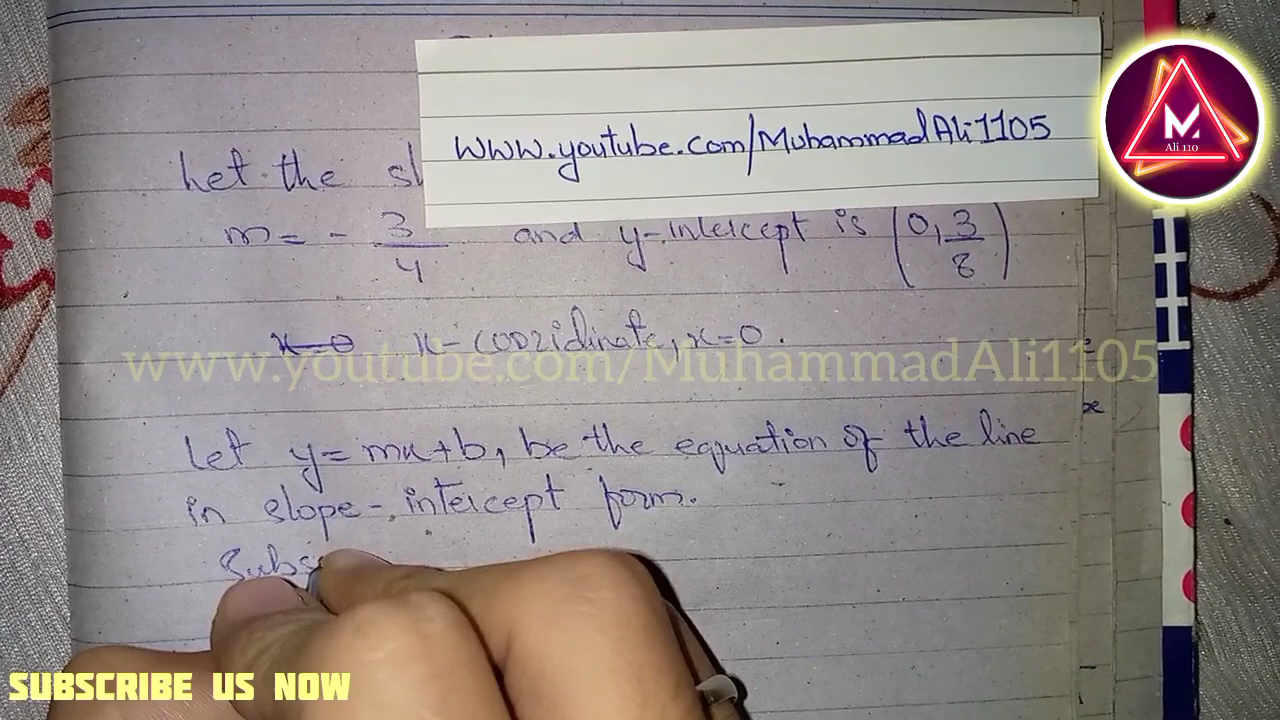 www.youtube.com/MuhammadAli1105
M
Ali 110
Let the sl
m = - 3/4 and y-intercept is (0, 3/8)
x=0 x-coordinate, x=0.
www.youtube.com/MuhammadAli1105
Let y = mx+b, be the equation of the line
in slope-intercept form.
Subs
SUBSCRIBE US NOW